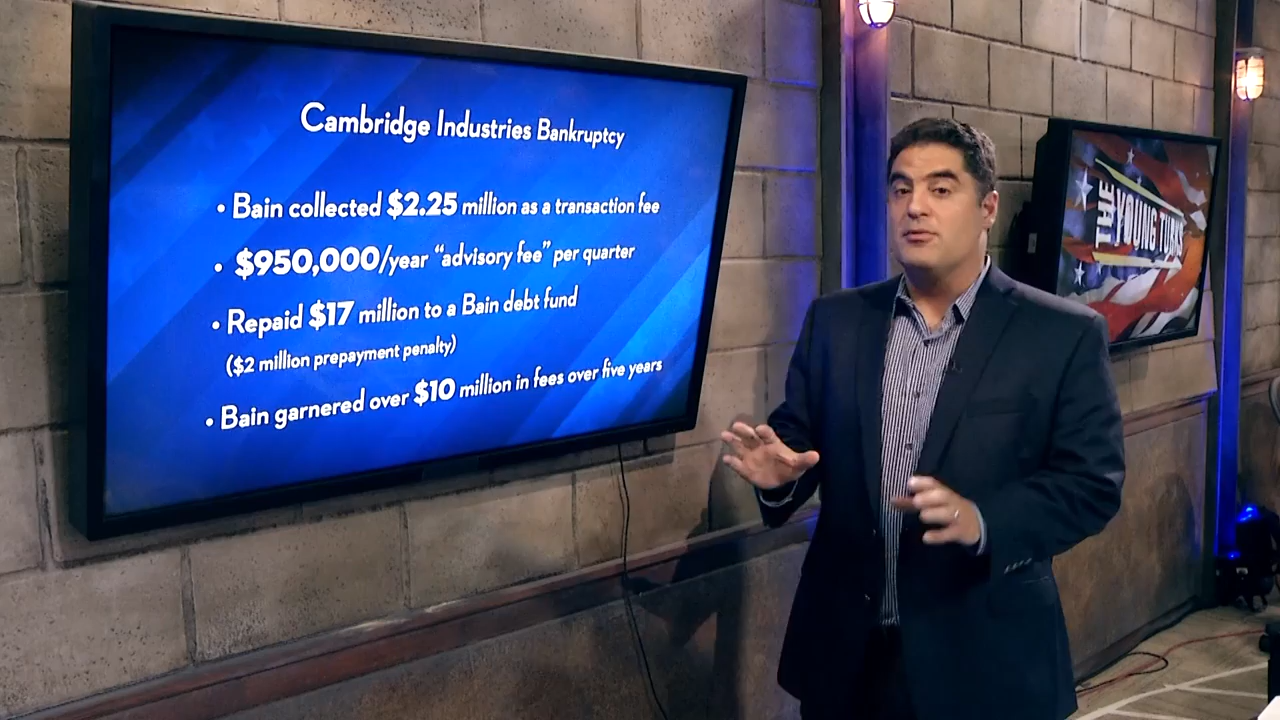 Cambridge Industries Bankruptcy
• Bain collected $2.25 million as a transaction fee
• $950,000/year “advisory fee” per quarter
• Repaid $17 million to a Bain debt fund
($2 million prepayment penalty)
• Bain garnered over $10 million in fees over five years
THE
YOUNG TURKS